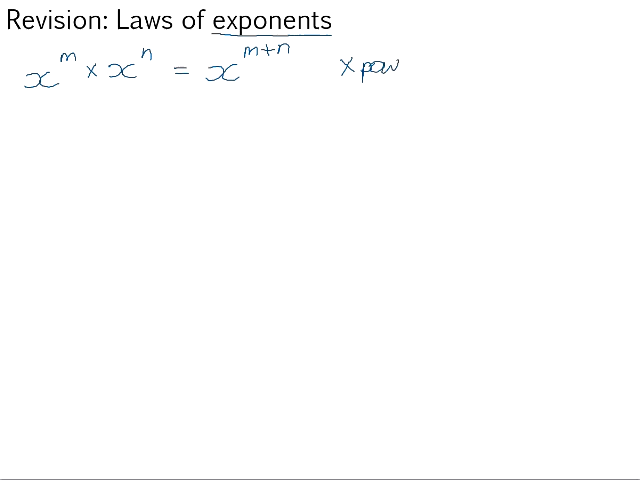 Revision: Laws of exponents
x^m × x^n = x^{m+n} × pow